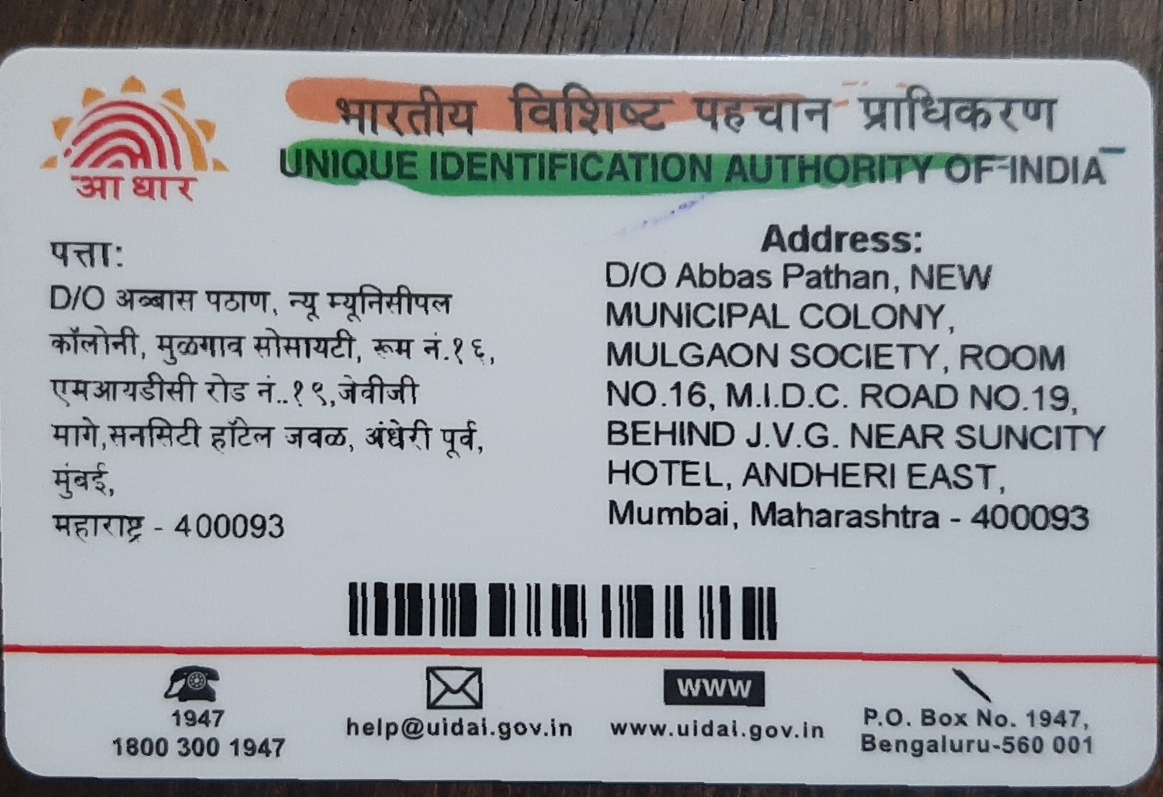 भारतीय विशिष्ट पहचान प्राधिकरण
UNIQUE IDENTIFICATION AUTHORITY OF INDIA
आधार
पत्ता:
D/O अब्बास पठाण, न्यू म्यूनिसीपल
कॉलोनी, मुळगाव सोसायटी, रूम नं.१६,
एमआयडीसी रोड नं..१९,जेवीजी
मागे,सनसिटी हॉटेल जवळ, अंधेरी पूर्व,
मुंबई,
महाराष्ट्र - 400093
Address:
D/O Abbas Pathan, NEW
MUNICIPAL COLONY,
MULGAON SOCIETY, ROOM
NO.16, M.I.D.C. ROAD NO.19,
BEHIND J.V.G. NEAR SUNCITY
HOTEL, ANDHERI EAST,
Mumbai, Maharashtra - 400093
1947
1800 300 1947
help@uidai.gov.in
WWW
www.uidai.gov.in
P.O. Box No. 1947,
Bengaluru-560 001